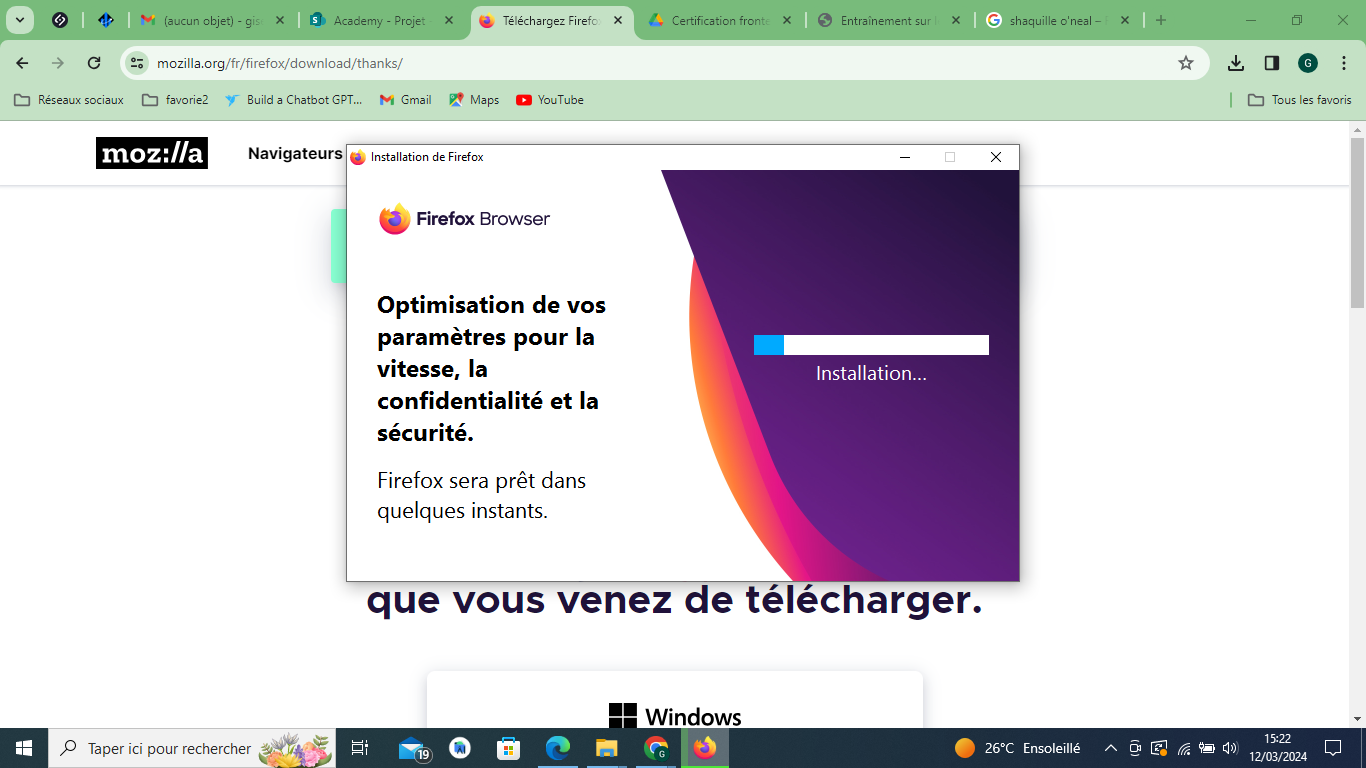 (aucun objet) - gis
Academy - Projet
Téléchargez Firefo
Certification fronte
Entraînement sur l
shaquille o'neal –
mozilla.org/fr/firefox/download/thanks/
G
Réseaux sociaux
favorie2
Build a Chatbot GPT...
Gmail
Maps
YouTube
Tous les favoris
moz://a
Navigateurs
Installation de Firefox
Firefox Browser
Optimisation de vos
paramètres pour la
vitesse, la
confidentialité et la
sécurité.
Installation...
Firefox sera prêt dans
quelques instants.
que vous venez de télécharger.
Windows
Taper ici pour rechercher
19
G
26°C Ensoleillé
15:22
12/03/2024